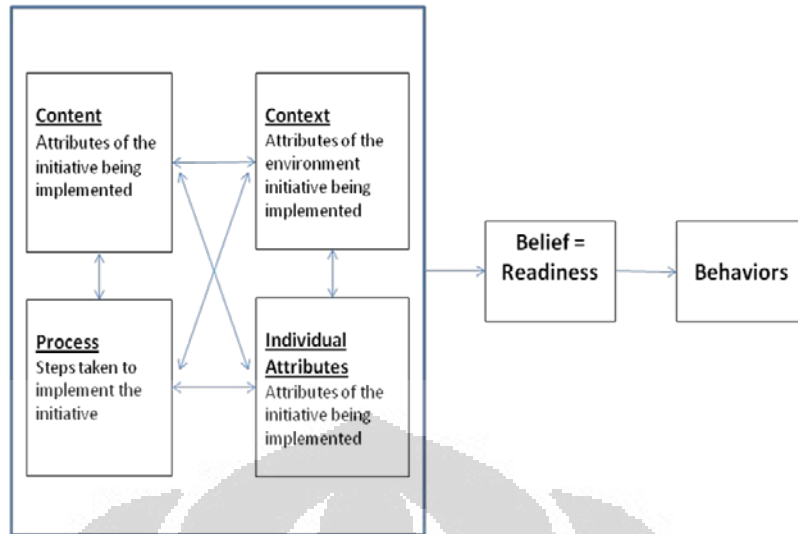 Content
Attributes of the
initiative being
implemented
Context
Attributes of the
environment
initiative being
implemented
Process
Steps taken to
implement the
initiative
Individual
Attributes
Attributes of the
initiative being
implemented
Belief =
Readiness
Behaviors